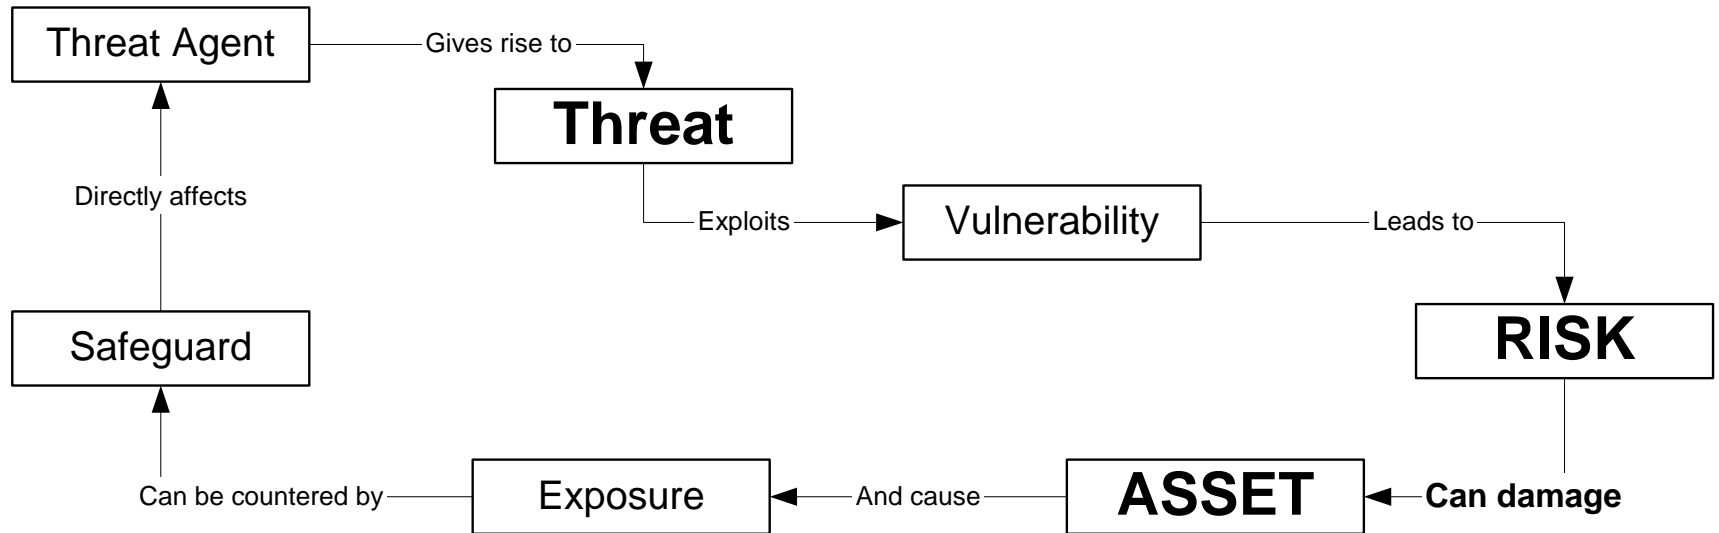 Threat Agent
Gives rise to
Threat
Exploits
Vulnerability
Leads to
RISK
Can damage
ASSET
And cause
Exposure
Can be countered by
Safeguard
Directly affects